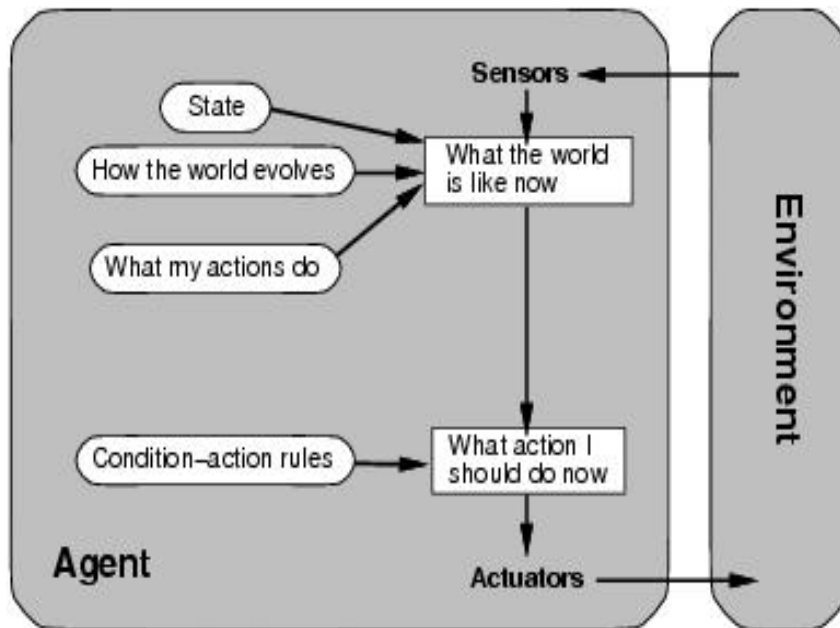 Sensors
State
What the world
is like now
How the world evolves
What my actions do
Environment
Condition–action rules
What action I
should do now
Agent
Actuators